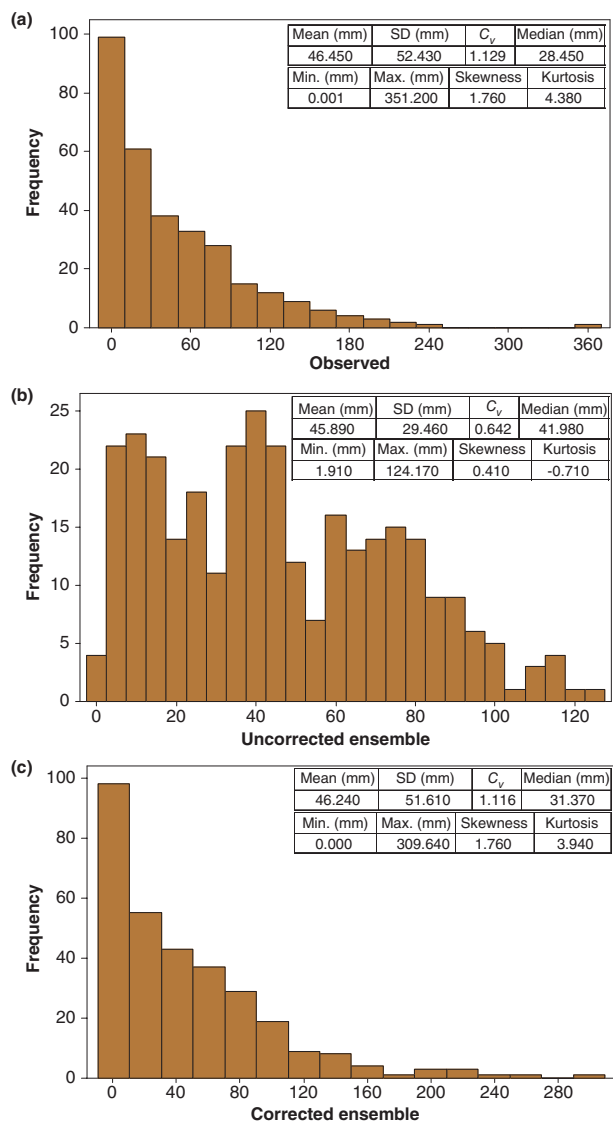 (a)
Mean (mm) SD (mm) Cv Median (mm)
46.450 52.430 1.129 28.450
Min. (mm) Max. (mm) Skewness Kurtosis
0.001 351.200 1.760 4.380
100
80
60
40
20
0
Frequency
0 60 120 180 240 300 360
Observed
(b)
Mean (mm) SD (mm) Cv Median (mm)
45.890 29.460 0.642 41.980
Min. (mm) Max. (mm) Skewness Kurtosis
1.910 124.170 0.410 -0.710
25
20
15
10
5
0
Frequency
0 20 40 60 80 100 120
Uncorrected ensemble
(c)
Mean (mm) SD (mm) Cv Median (mm)
46.240 51.610 1.116 31.370
Min. (mm) Max. (mm) Skewness Kurtosis
0.000 309.640 1.760 3.940
100
80
60
40
20
0
Frequency
0 40 80 120 160 200 240 280
Corrected ensemble